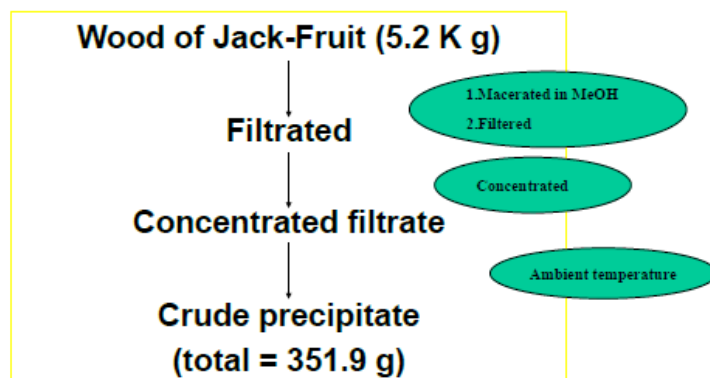 Wood of Jack-Fruit (5.2 K g)
1.Macerated in MeOH
2.Filtered
Filtrated
Concentrated
Concentrated filtrate
Ambient temperature
Crude precipitate
(total = 351.9 g)